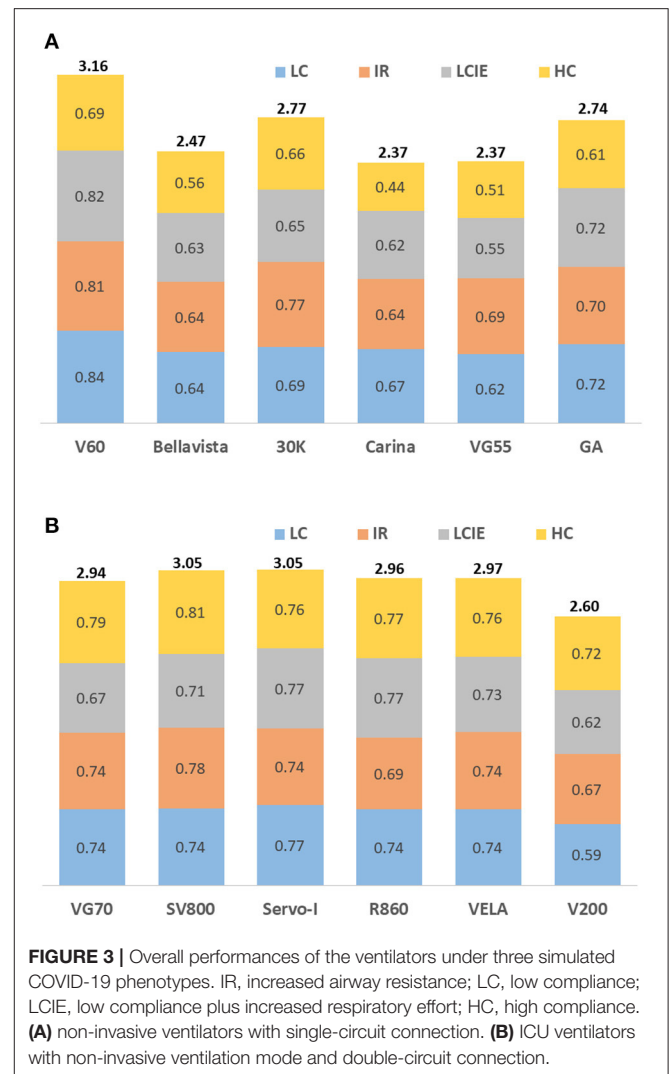 A
LC IR LCIE HC
3.16 2.47 2.77 2.37 2.37 2.74
0.69 0.56 0.66 0.44 0.51 0.61
0.82 0.63 0.65 0.62 0.55 0.72
0.81 0.64 0.77 0.64 0.69 0.70
0.84 0.64 0.69 0.67 0.62 0.72
V60 Bellavista 30K Carina VG55 GA
B
LC IR LCIE HC
2.94 3.05 3.05 2.96 2.97 2.60
0.79 0.81 0.76 0.77 0.76 0.72
0.67 0.71 0.77 0.77 0.73 0.62
0.74 0.78 0.74 0.69 0.74 0.67
0.74 0.74 0.77 0.74 0.74 0.59
VG70 SV800 Servo-I R860 VELA V200
FIGURE 3 | Overall performances of the ventilators under three simulated
COVID-19 phenotypes. IR, increased airway resistance; LC, low compliance;
LCIE, low compliance plus increased respiratory effort; HC, high compliance.
(A) non-invasive ventilators with single-circuit connection. (B) ICU ventilators
with non-invasive ventilation mode and double-circuit connection.